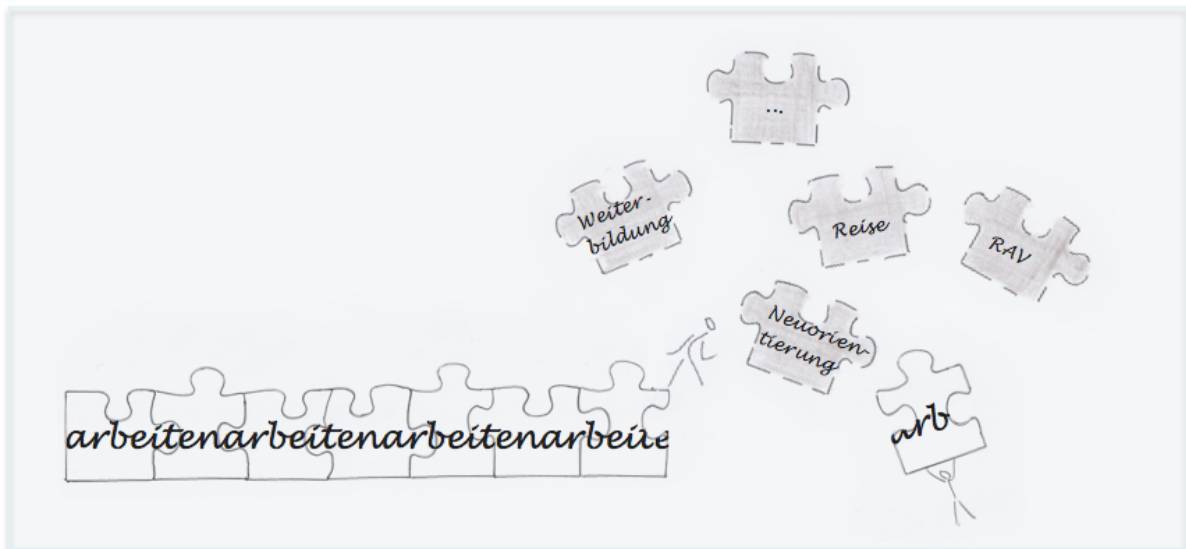 ...
Weiter-
bildung
Reise
RAV
Neuorien-
tierung
arbeitenarbeitenarbeitenarbeite
arb